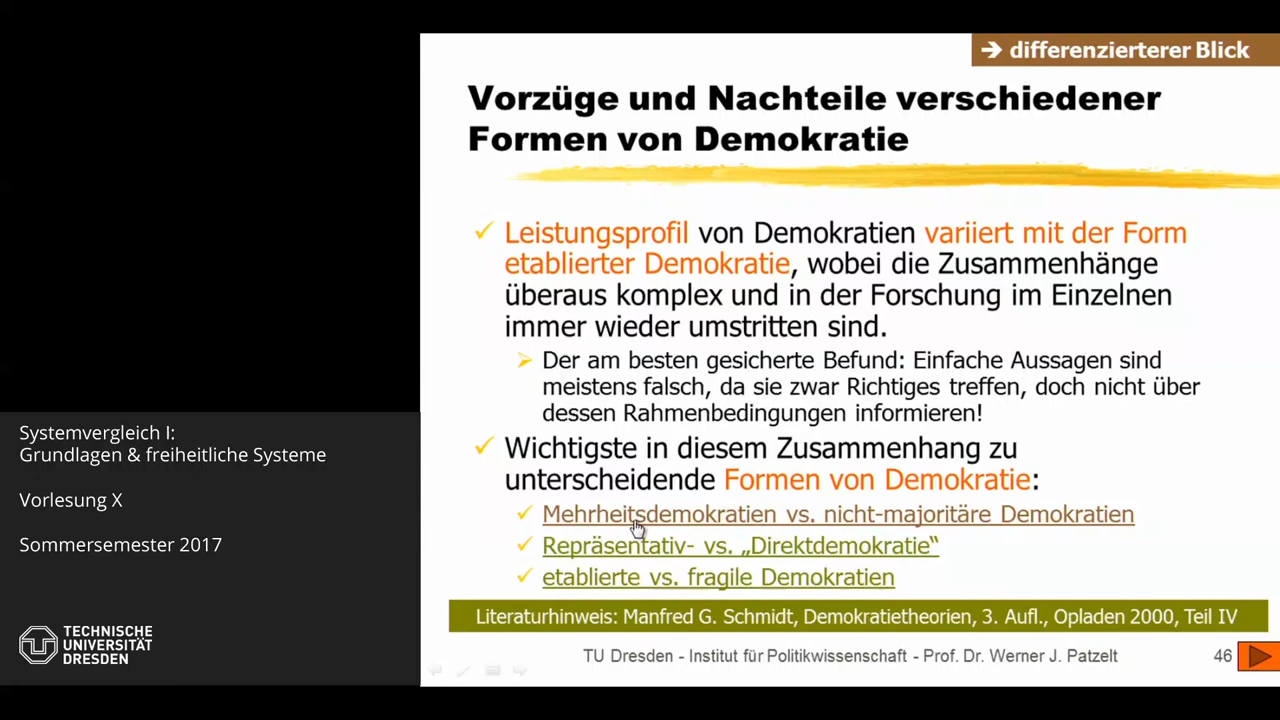 ➔ differenzierterer Blick
Vorzüge und Nachteile verschiedener
Formen von Demokratie
✓ Leistungsprofil von Demokratien variiert mit der Form
etablierter Demokratie, wobei die Zusammenhänge
überaus komplex und in der Forschung im Einzelnen
immer wieder umstritten sind.
➢ Der am besten gesicherte Befund: Einfache Aussagen sind
meistens falsch, da sie zwar Richtiges treffen, doch nicht über
dessen Rahmenbedingungen informieren!
✓ Wichtigste in diesem Zusammenhang zu
unterscheidende Formen von Demokratie:
✓ Mehrheitsdemokratien vs. nicht-majoritäre Demokratien
✓ Repräsentativ- vs. „Direktdemokratie“
✓ etablierte vs. fragile Demokratien
Literaturhinweis: Manfred G. Schmidt, Demokratietheorien, 3. Aufl., Opladen 2000, Teil IV
TU Dresden - Institut für Politikwissenschaft - Prof. Dr. Werner J. Patzelt 46
Systemvergleich I:
Grundlagen & freiheitliche Systeme
Vorlesung X
Sommersemester 2017
TECHNISCHE
UNIVERSITÄT
DRESDEN